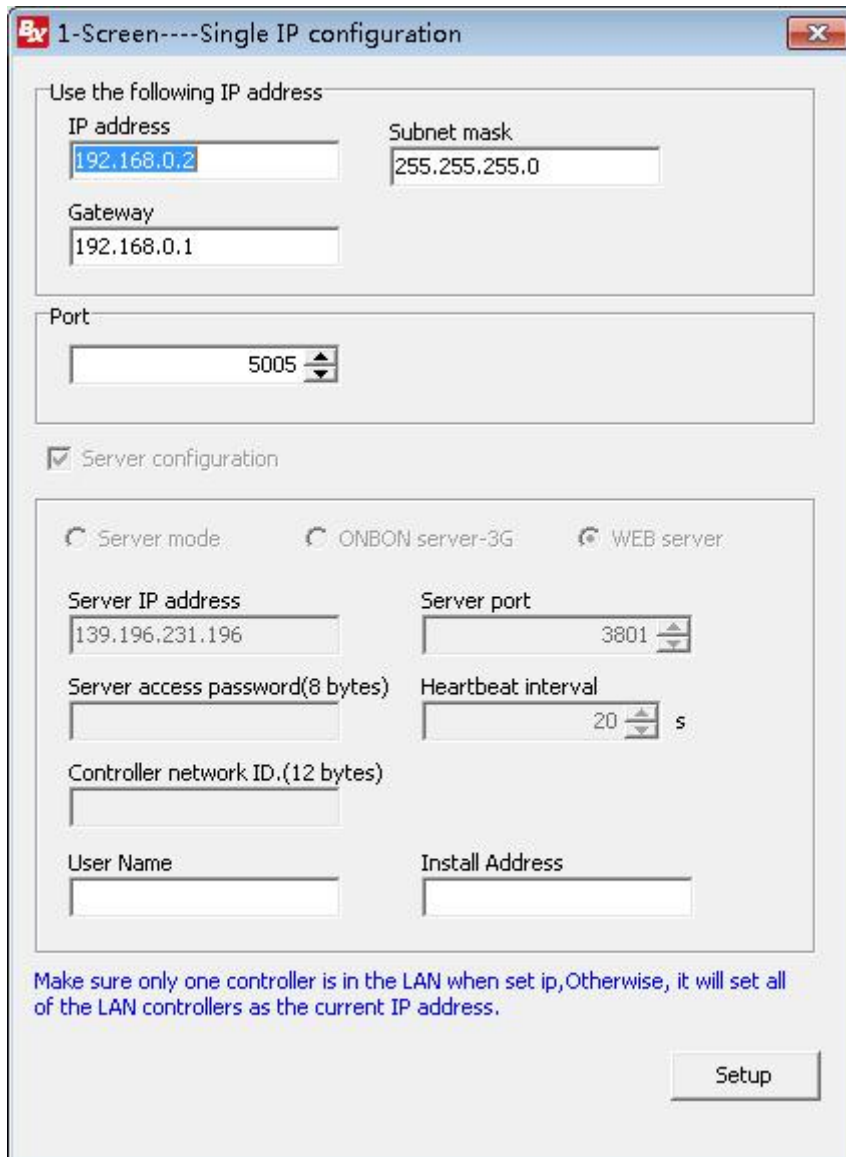 BX 1-Screen----Single IP configuration
Use the following IP address
IP address
Subnet mask
192.168.0.2
255.255.255.0
Gateway
192.168.0.1
Port
5005
Server configuration
Server mode ONBON server-3G WEB server
Server IP address Server port
139.196.231.196 3801
Server access password(8 bytes) Heartbeat interval
20 s
Controller network ID.(12 bytes)
User Name Install Address
Make sure only one controller is in the LAN when set ip,Otherwise, it will set all
of the LAN controllers as the current IP address.
Setup